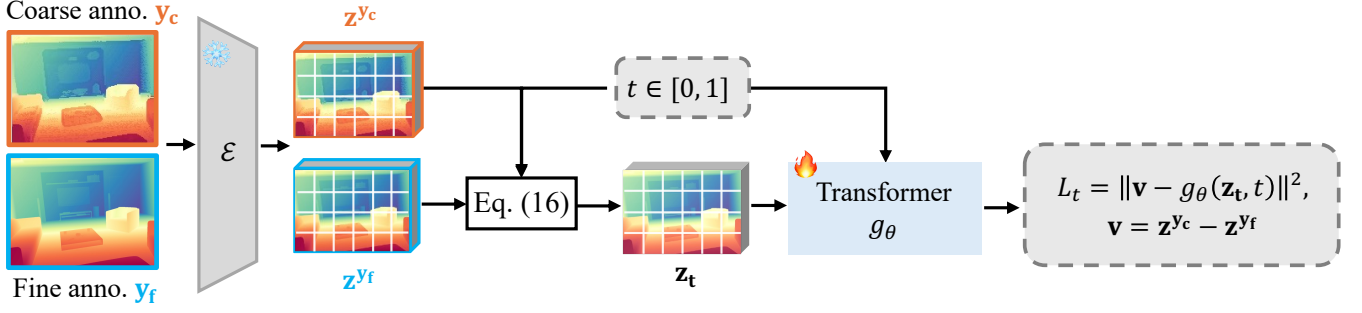 Coarse anno. y_c
Fine anno. y_f
ℰ
z^{y_c}
z^{y_f}
t ∈ [0, 1]
Eq. (16)
z_t
Transformer
g_θ
L_t = ‖v − g_θ(z_t, t)‖²,
v = z^{y_c} − z^{y_f}